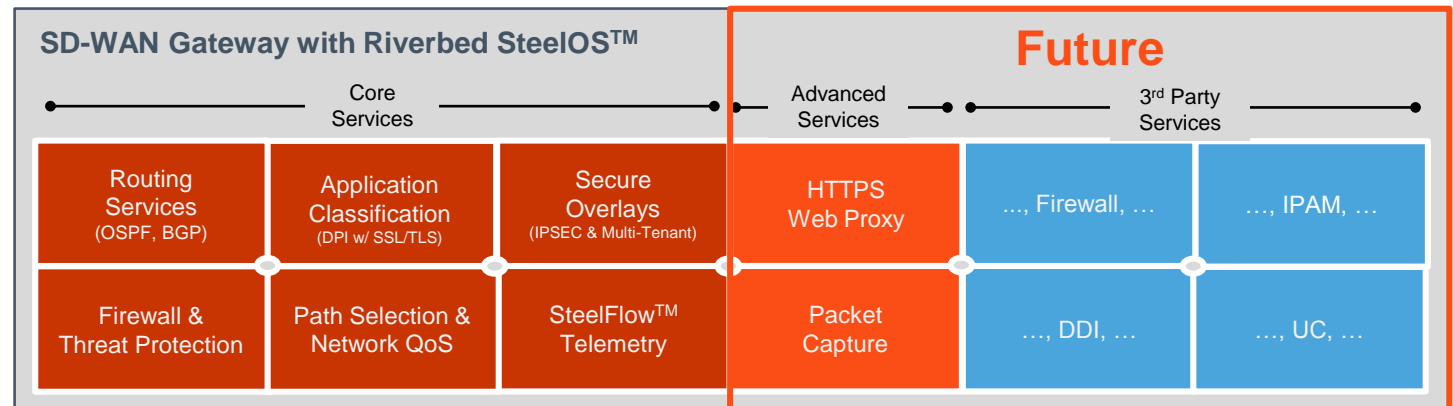 SD-WAN Gateway with Riverbed SteelOS™
Future
Core
Services
Advanced
Services
3rd Party
Services
Routing
Services
(OSPF, BGP)
Application
Classification
(DPI w/ SSL/TLS)
Secure
Overlays
(IPSEC & Multi-Tenant)
HTTPS
Web Proxy
..., Firewall, …
…, IPAM, …
Firewall &
Threat Protection
Path Selection &
Network QoS
SteelFlow™
Telemetry
Packet
Capture
…, DDI, …
…, UC, …